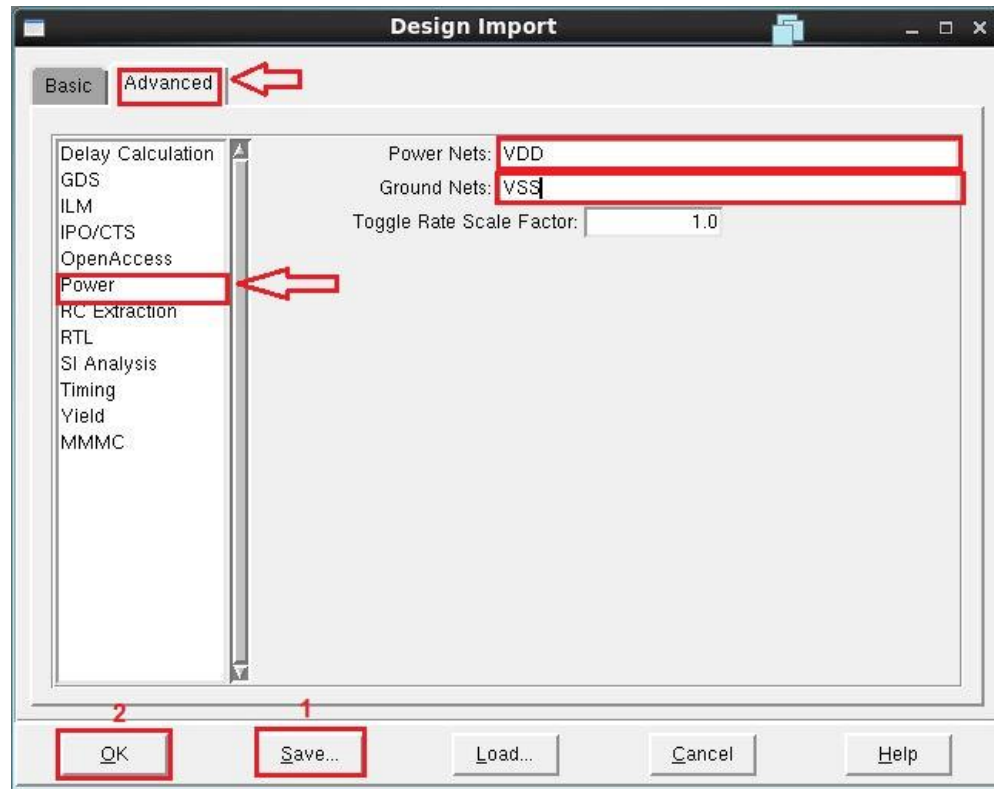 Design Import
Basic
Advanced
Delay Calculation
GDS
ILM
IPO/CTS
OpenAccess
Power
RC Extraction
RTL
SI Analysis
Timing
Yield
MMMC
Power Nets: VDD
Ground Nets: VSS
Toggle Rate Scale Factor: 1.0
2
1
OK
Save...
Load...
Cancel
Help